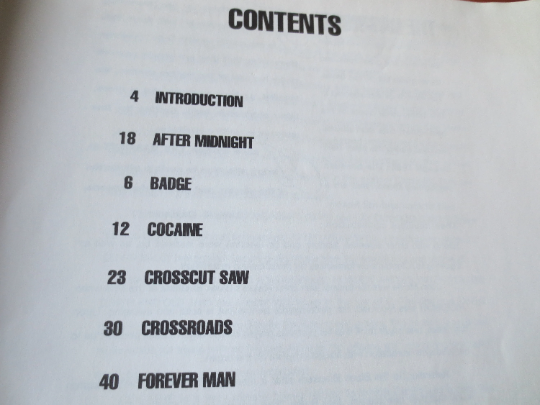 CONTENTS
4 INTRODUCTION
18 AFTER MIDNIGHT
6 BADGE
12 COCAINE
23 CROSSCUT SAW
30 CROSSROADS
40 FOREVER MAN